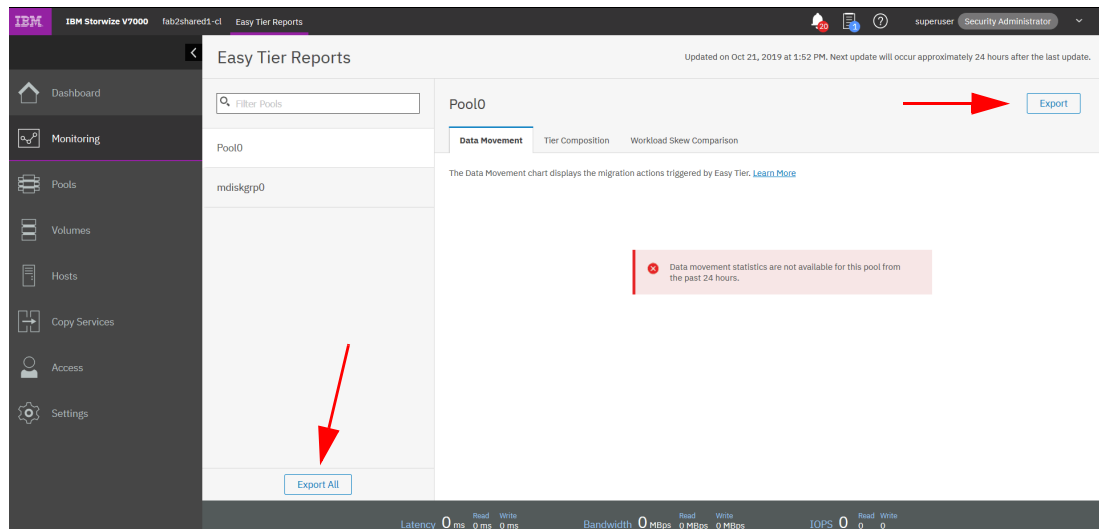 IBM
IBM Storwize V7000 fab2shared1-cl Easy Tier Reports
20
1
?
superuser Security Administrator
Easy Tier Reports
Updated on Oct 21, 2019 at 1:52 PM. Next update will occur approximately 24 hours after the last update.
Dashboard
Monitoring
Pools
Volumes
Hosts
Copy Services
Access
Settings
Filter Pools
Pool0
mdiskgrp0
Export All
Pool0
Export
Data Movement Tier Composition Workload Skew Comparison
The Data Movement chart displays the migration actions triggered by Easy Tier. Learn More
Data movement statistics are not available for this pool from
the past 24 hours.
Read Write Read Write Read Write
Latency 0 ms 0 ms 0 ms Bandwidth 0 MBps 0 MBps 0 MBps IOPS 0 0 0